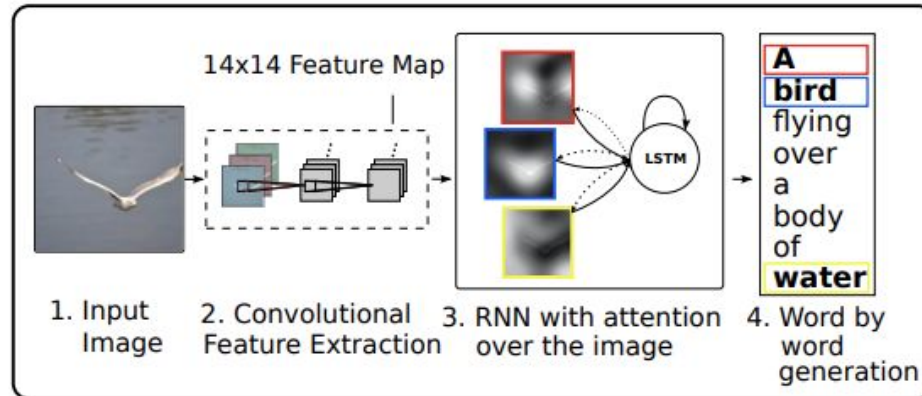 14x14 Feature Map
LSTM
A
bird
flying
over
a
body
of
water
1. Input
Image
2. Convolutional
Feature Extraction
3. RNN with attention
over the image
4. Word by
word
generation